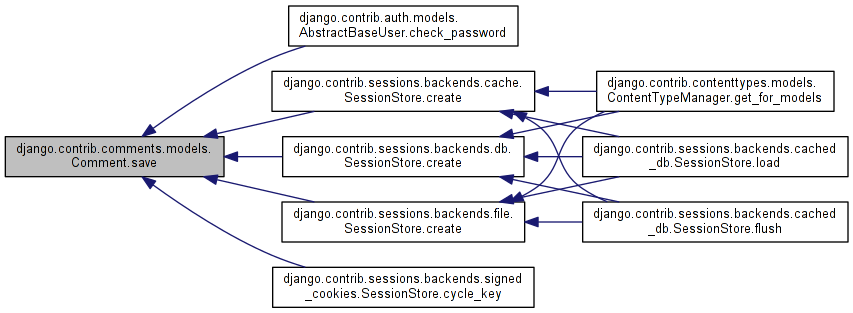 django.contrib.auth.models.
AbstractBaseUser.check_password
django.contrib.sessions.backends.cache.
SessionStore.create
django.contrib.contenttypes.models.
ContentTypeManager.get_for_models
django.contrib.comments.models.
Comment.save
django.contrib.sessions.backends.db.
SessionStore.create
django.contrib.sessions.backends.cached
_db.SessionStore.load
django.contrib.sessions.backends.file.
SessionStore.create
django.contrib.sessions.backends.cached
_db.SessionStore.flush
django.contrib.sessions.backends.signed
_cookies.SessionStore.cycle_key